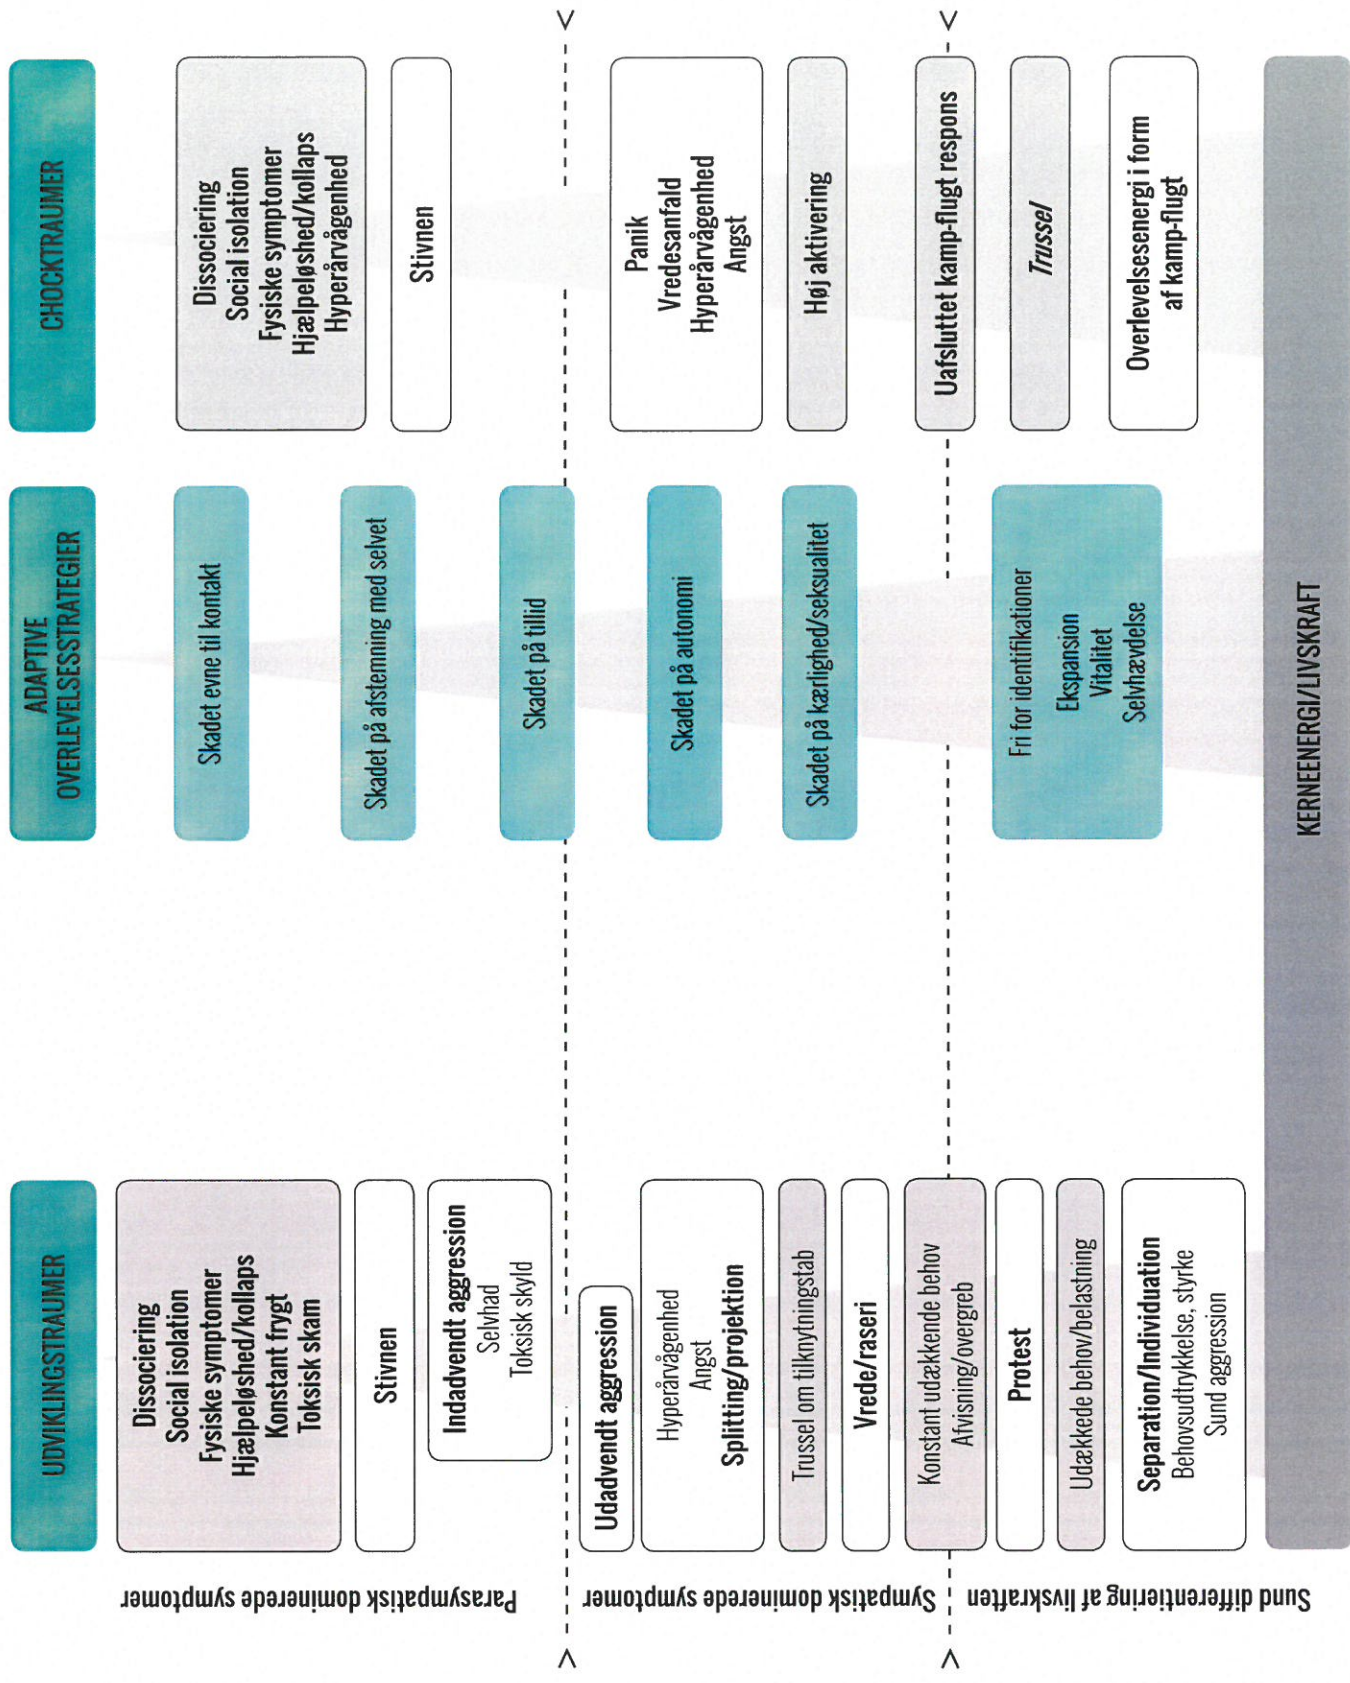 UDVIKLINGSTRAUMER
Dissociering
Social isolation
Fysiske symptomer
Hjælpeløshed/kollaps
Konstant frygt
Toksisk skam
Stivnen
Indadvendt aggression
Selvhad
Toksisk skyld
Udadvendt aggression
Hyperårvågenhed
Angst
Splitting/projektion
Trussel om tilknytningstab
Vrede/raseri
Konstant udækkende behov
Afvisning/overgreb
Protest
Udækkede behov/belastning
Separation/Individuation
Behovsudtrykkelse, styrke
Sund aggression
ADAPTIVE
OVERLEVELSESSTRATEGIER
Skadet evne til kontakt
Skadet på afstemning med selvet
Skadet på tillid
Skadet på autonomi
Skadet på kærlighed/seksualitet
Fri for identifikationer
Ekspansion
Vitalitet
Selvhævdelse
CHOCKTRAUMER
Dissociering
Social isolation
Fysiske symptomer
Hjælpeløshed/kollaps
Hyperårvågenhed
Stivnen
Panik
Vredesanfald
Hyperårvågenhed
Angst
Høj aktivering
Uafsluttet kamp-flugt respons
Trussel
Overlevelsesenergi i form
af kamp-flugt
Parasympatisk dominerede symptomer
Sympatisk dominerede symptomer
Sund differentiering af livskraften
KERNEENERGI/LIVSKRAFT